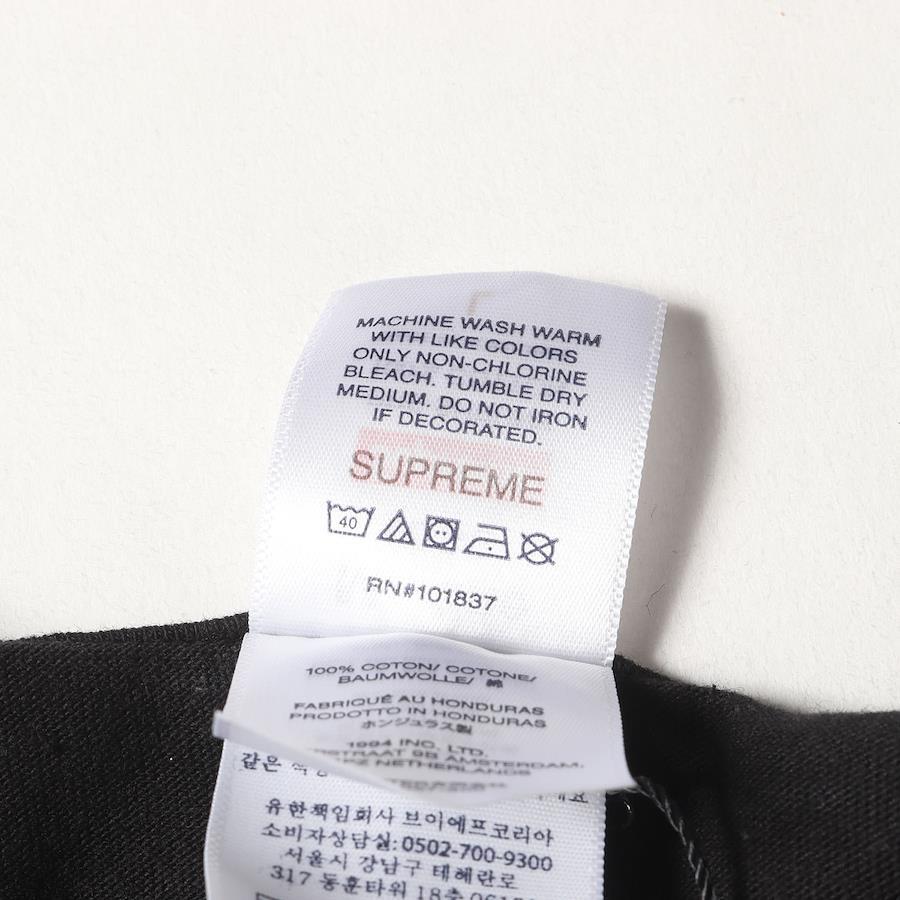 MACHINE WASH WARM
WITH LIKE COLORS
ONLY NON-CHLORINE
BLEACH. TUMBLE DRY
MEDIUM. DO NOT IRON
IF DECORATED.
SUPREME
40
RN#101837
100% COTON/ COTONE/
BAUMWOLLE/ 綿
FABRIQUÉ AU HONDURAS
PRODOTTO IN HONDURAS
ホンジュラス製
1994 INC. LTD.
STRAAT 9B AMSTERDAM,
NETHERLANDS
같은
유한책임회사 브이에프코리아
소비자상담실:0502-700-9300
서울시 강남구 테헤란로
317 동훈타워 18층